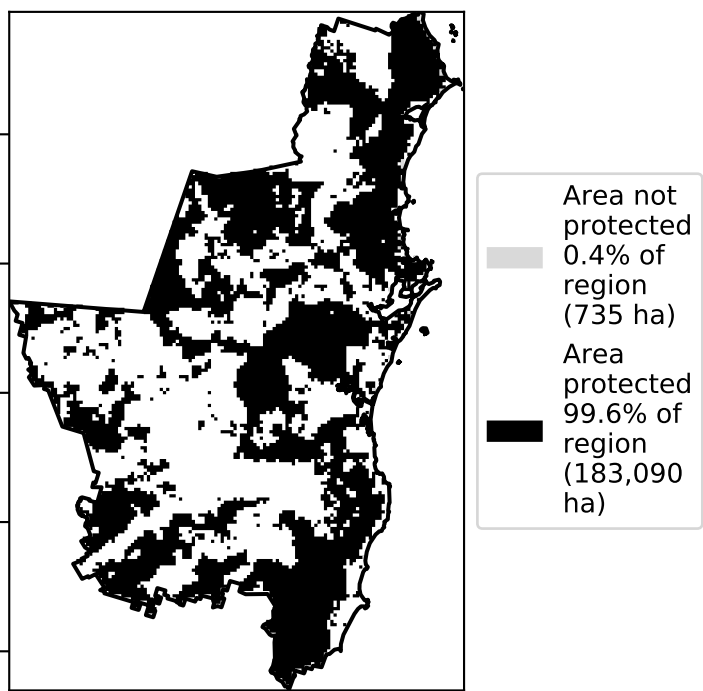 Area not
protected
0.4% of
region
(735 ha)
Area
protected
99.6% of
region
(183,090
ha)